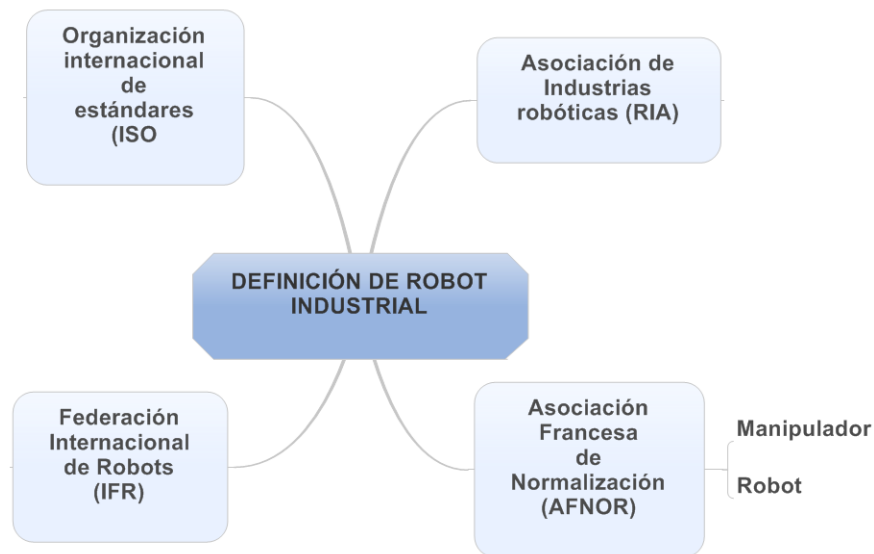 Organización
internacional
de
estándares
(ISO
Asociación de
Industrias
robóticas (RIA)
DEFINICIÓN DE ROBOT
INDUSTRIAL
Federación
Internacional
de Robots
(IFR)
Asociación
Francesa
de
Normalización
(AFNOR)
Manipulador
Robot